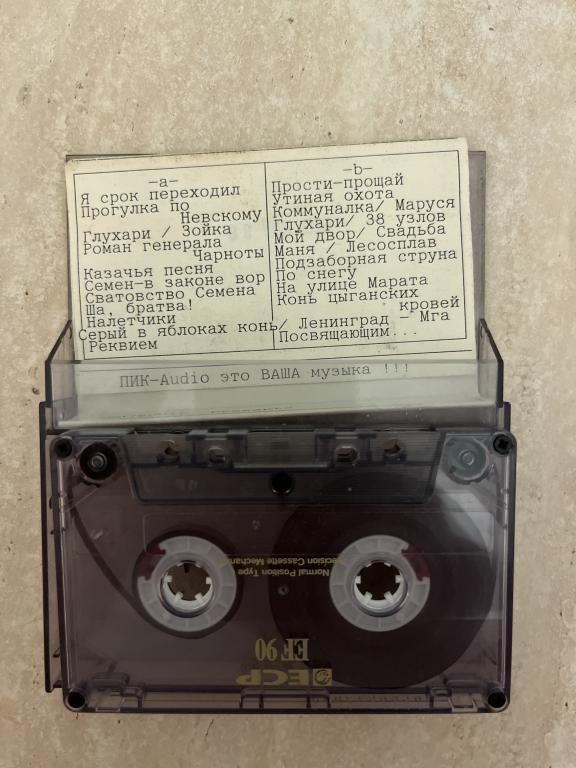 -a-
Я срок переходил
Прогулка по
Невскому
Глухари / Зойка
Роман генерала
Чарноты
Казачья песня
Семен-в законе вор
Сватовство Семена
Ша, братва!
Налетчики
Серый в яблоках конь/ Ленинград - Мга
Реквием
-b-
Прости-прощай
Утиная охота
Коммуналка/ Маруся
Глухари/ 38 узлов
Мой двор/ Свадьба
Маня / Лесосплав
Подзаборная струна
По снегу
На улице Марата
Конь цыганских
кровей
Посвящающим...
ПИК-Audio это ВАША музыка !!!
Normal Position Type
Precision Cassette Mechanism
EF 90
ECP